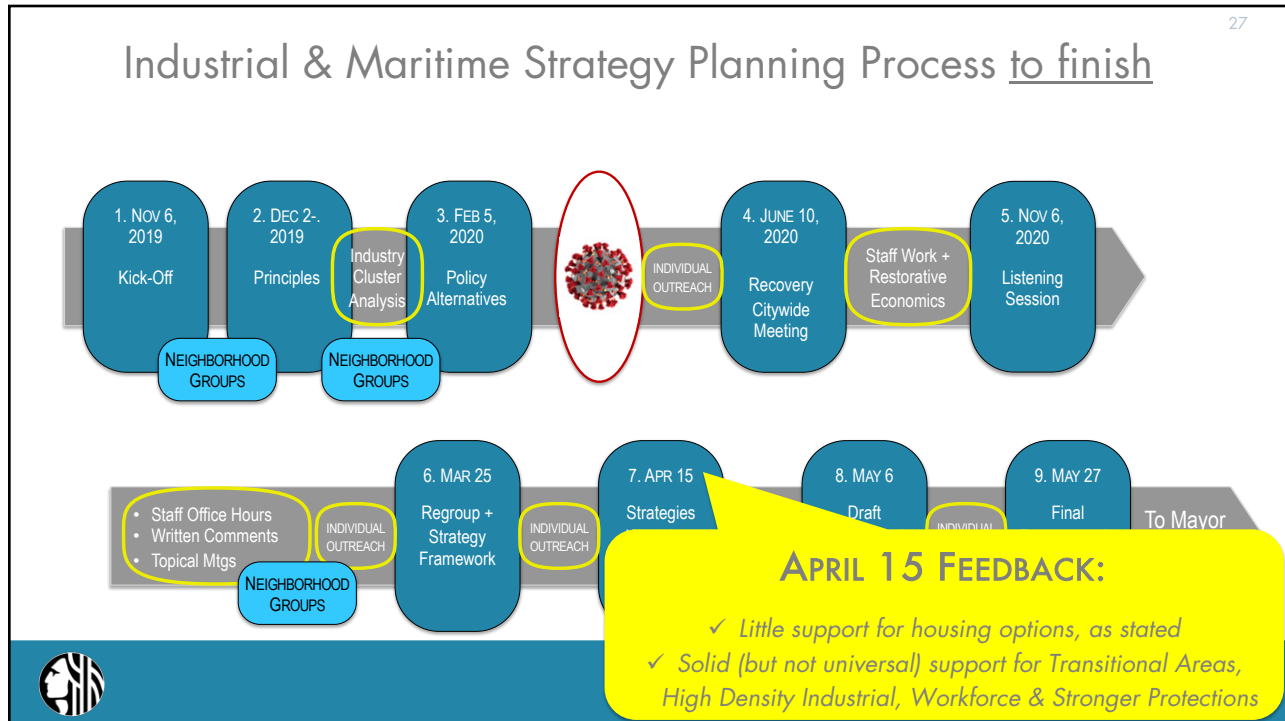 27
Industrial & Maritime Strategy Planning Process to finish
1. NOV 6,
2019
Kick-Off
2. DEC 2-.
2019
Principles
Industry
Cluster
Analysis
3. FEB 5,
2020
Policy
Alternatives
INDIVIDUAL
OUTREACH
4. JUNE 10,
2020
Recovery
Citywide
Meeting
Staff Work +
Restorative
Economics
5. NOV 6,
2020
Listening
Session
NEIGHBORHOOD
GROUPS
NEIGHBORHOOD
GROUPS
• Staff Office Hours
• Written Comments
• Topical Mtgs
NEIGHBORHOOD
GROUPS
INDIVIDUAL
OUTREACH
6. MAR 25
Regroup +
Strategy
Framework
INDIVIDUAL
OUTREACH
7. APR 15
Strategies
8. MAY 6
Draft
9. MAY 27
Final
To Mayor
APRIL 15 FEEDBACK:
✓ Little support for housing options, as stated
✓ Solid (but not universal) support for Transitional Areas,
High Density Industrial, Workforce & Stronger Protections